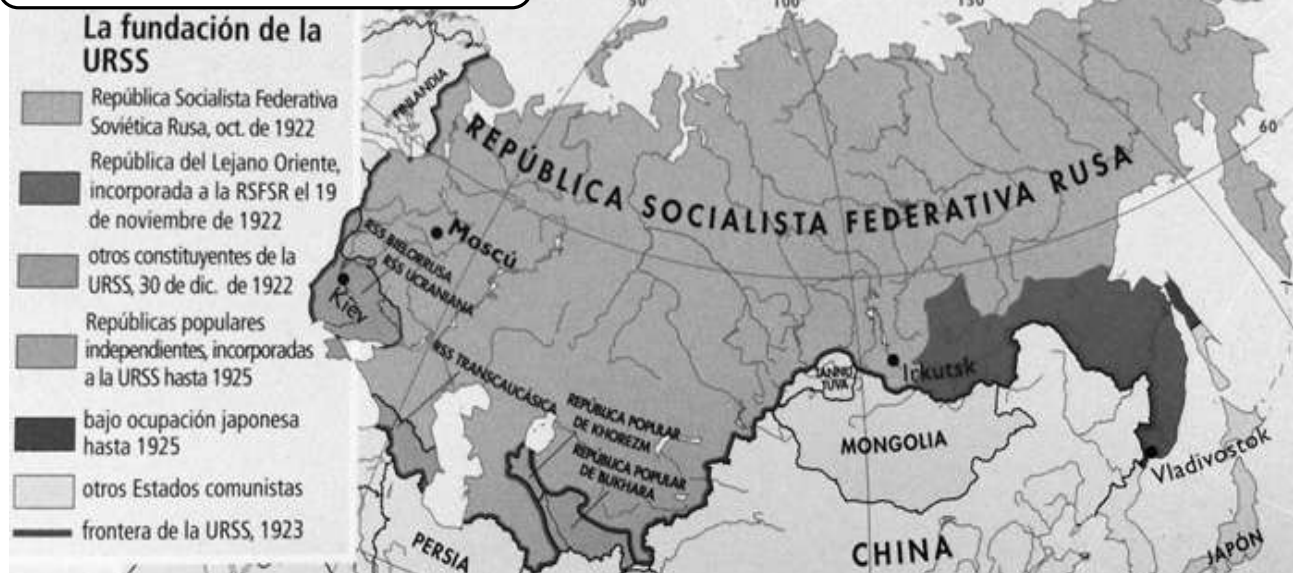 La fundación de la
URSS
República Socialista Federativa
Soviética Rusa, oct. de 1922
República del Lejano Oriente,
incorporada a la RSFSR el 19
de noviembre de 1922
otros constituyentes de la
URSS, 30 de dic. de 1922
Repúblicas populares
independientes, incorporadas
a la URSS hasta 1925
bajo ocupación japonesa
hasta 1925
otros Estados comunistas
frontera de la URSS, 1923
100
60
FINLANDIA
REPÚBLICA SOCIALISTA FEDERATIVA RUSA
Moscú
RSS BIELORRUSA
RSS UCRANIANA
Kiev
RSS TRANSCAUCÁSICA
REPÚBLICA POPULAR
DE KHOREZM
REPÚBLICA POPULAR
DE BUKHARA
TANNU
TUVA
Irkutsk
MONGOLIA
Vladivostok
PERSIA
CHINA
JAPÓN